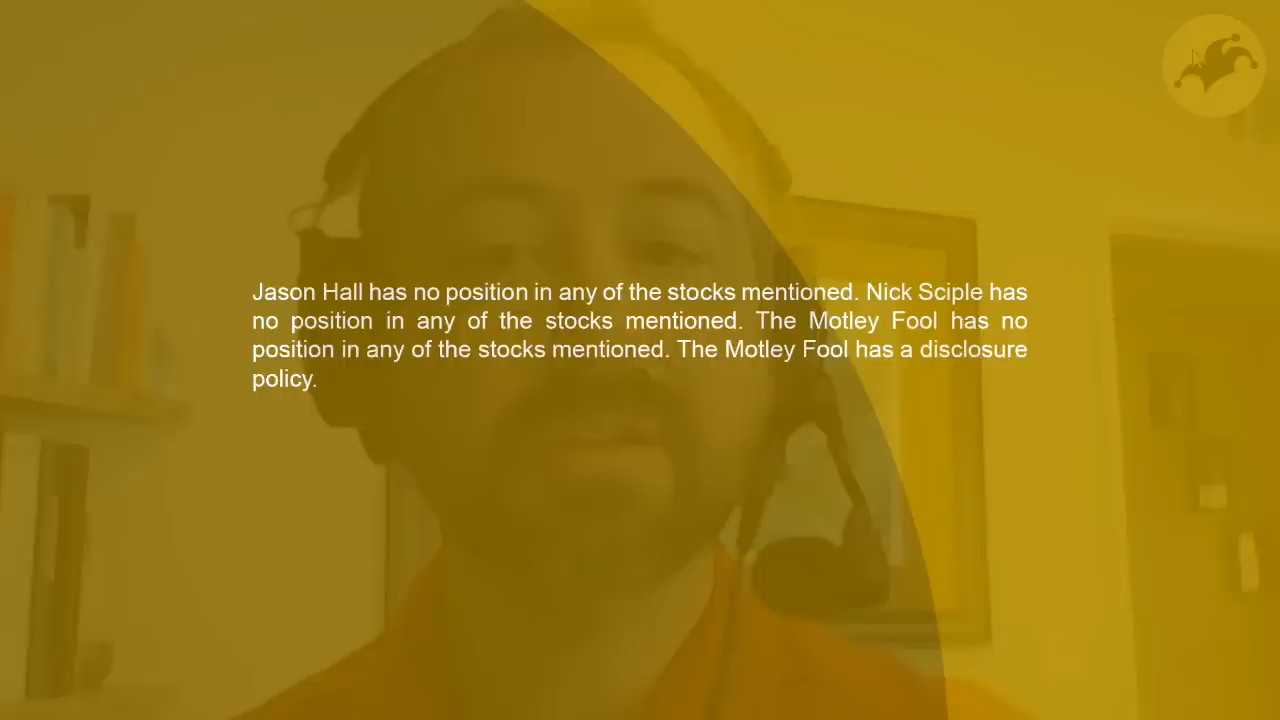 Jason Hall has no position in any of the stocks mentioned. Nick Sciple has
no position in any of the stocks mentioned. The Motley Fool has no
position in any of the stocks mentioned. The Motley Fool has a disclosure
policy.